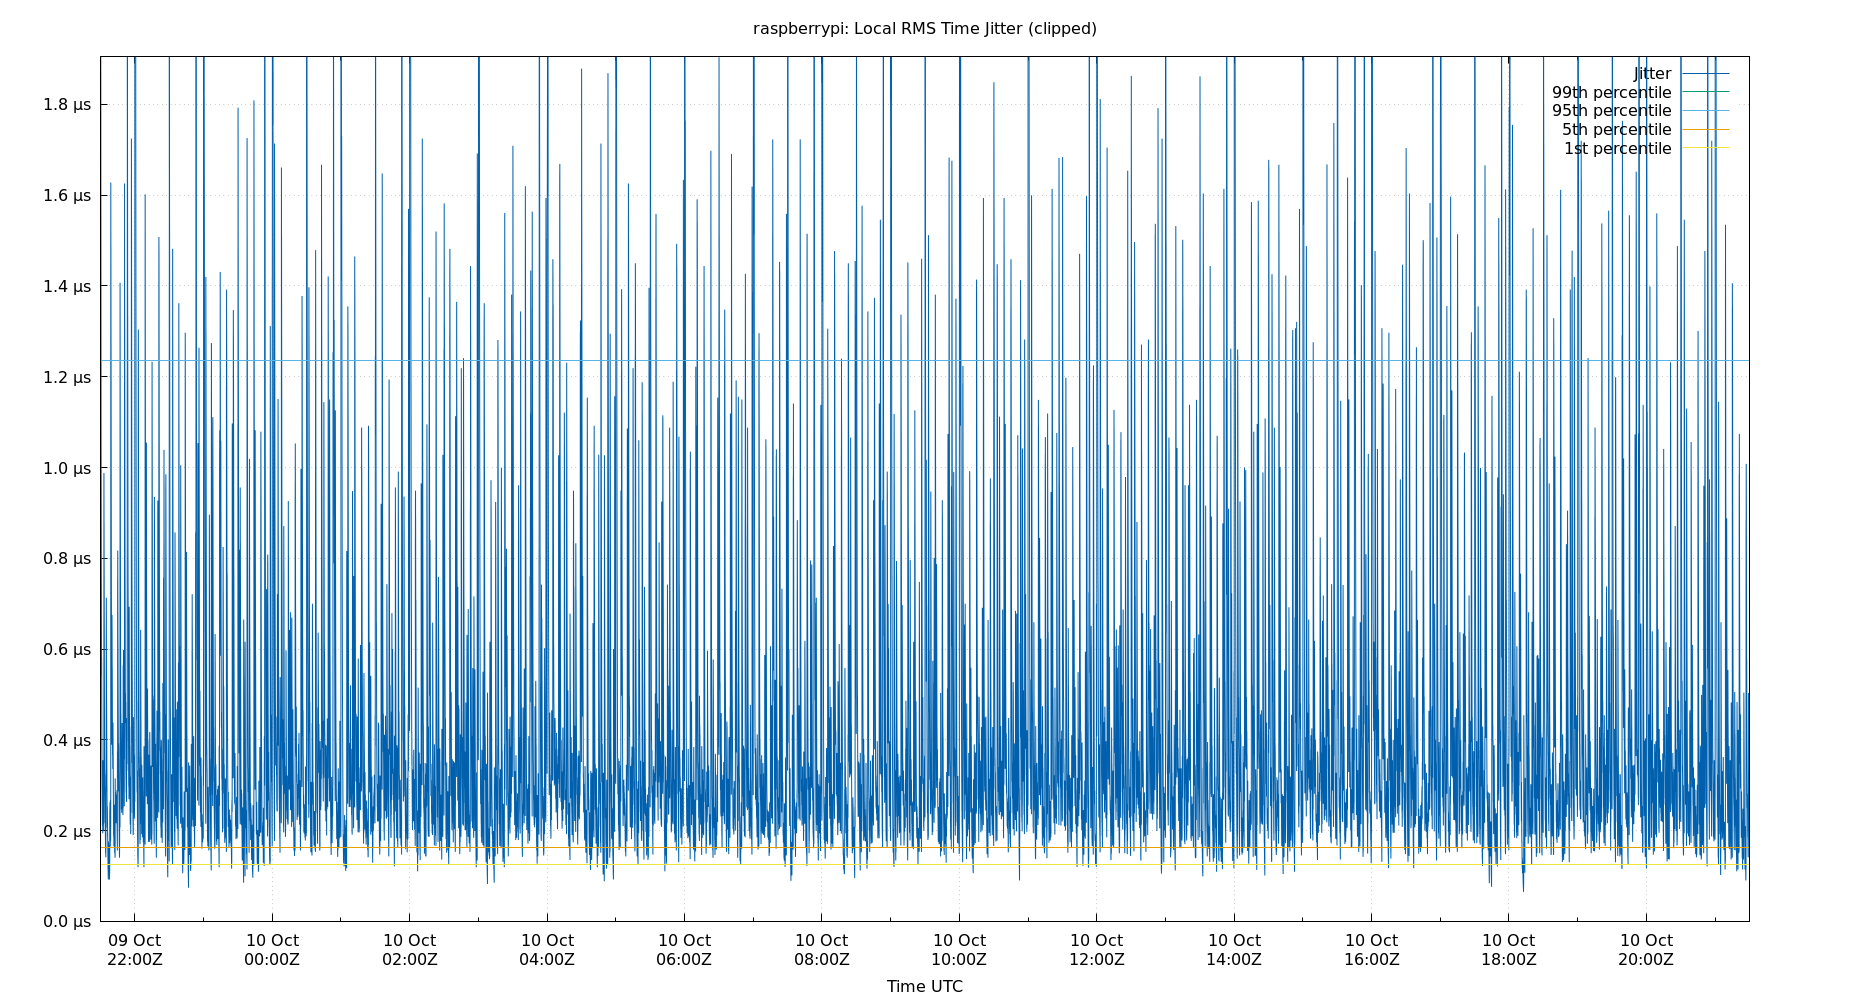 raspberrypi: Local RMS Time Jitter (clipped)
Jitter
99th percentile
95th percentile
5th percentile
1st percentile
1.8 µs
1.6 µs
1.4 µs
1.2 µs
1.0 µs
0.8 µs
0.6 µs
0.4 µs
0.2 µs
0.0 µs
09 Oct 10 Oct 10 Oct 10 Oct 10 Oct 10 Oct 10 Oct 10 Oct 10 Oct 10 Oct 10 Oct 10 Oct
22:00Z 00:00Z 02:00Z 04:00Z 06:00Z 08:00Z 10:00Z 12:00Z 14:00Z 16:00Z 18:00Z 20:00Z
Time UTC